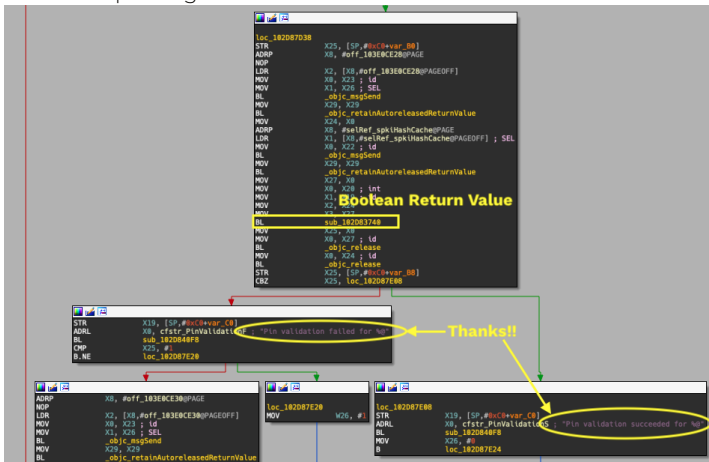 loc_102D87D38
STR X25, [SP,#0xC0+var_B0]
ADRP X8, #off_103E0CE28@PAGE
NOP
LDR X2, [X8,#off_103E0CE28@PAGEOFF]
MOV X0, X23 ; id
MOV X1, X26 ; SEL
BL _objc_msgSend
MOV X29, X29
BL _objc_retainAutoreleasedReturnValue
MOV X24, X0
ADRP X8, #selRef_spkiHashCache@PAGE
LDR X1, [X8,#selRef_spkiHashCache@PAGEOFF] ; SEL
MOV X0, X22 ; id
BL _objc_msgSend
MOV X29, X29
BL _objc_retainAutoreleasedReturnValue
MOV X27, X0
MOV X0, X20 ; int
Boolean Return Value
BL sub_102D83740
MOV X25, X0
MOV X0, X27 ; id
BL _objc_release
MOV X0, X24 ; id
BL _objc_release
STR X25, [SP,#0xC0+var_88]
CBZ X25, loc_102D87E08
STR X19, [SP,#0xC0+var_C0]
ADRL X0, cfstr_PinValidationF ; "Pin validation failed for %@"
BL sub_102D840F8
CMP X25, #1
B.NE loc_102D87E20
Thanks!!
ADRP X8, #off_103E0CE30@PAGE
NOP
LDR X2, [X8,#off_103E0CE30@PAGEOFF]
MOV X0, X23 ; id
MOV X1, X26 ; SEL
BL _objc_msgSend
MOV X29, X29
BL _objc_retainAutoreleasedReturnValue
loc_102D87E20
MOV W26, #1
loc_102D87E08
STR X19, [SP,#0xC0+var_C0]
ADRL X0, cfstr_PinValidationS ; "Pin validation succeeded for %@"
BL sub_102D840F8
MOV X26, #0
B loc_102D87E24